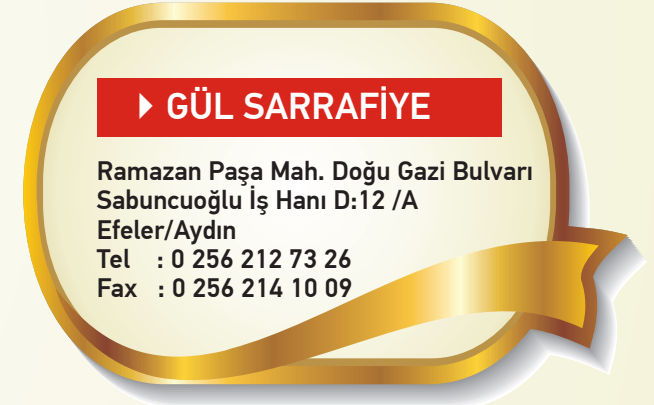 GÜL SARRAFİYE
Ramazan Paşa Mah. Doğu Gazi Bulvarı
Sabuncuoğlu İş Hanı D:12 /A
Efeler/Aydın
Tel : 0 256 212 73 26
Fax : 0 256 214 10 09